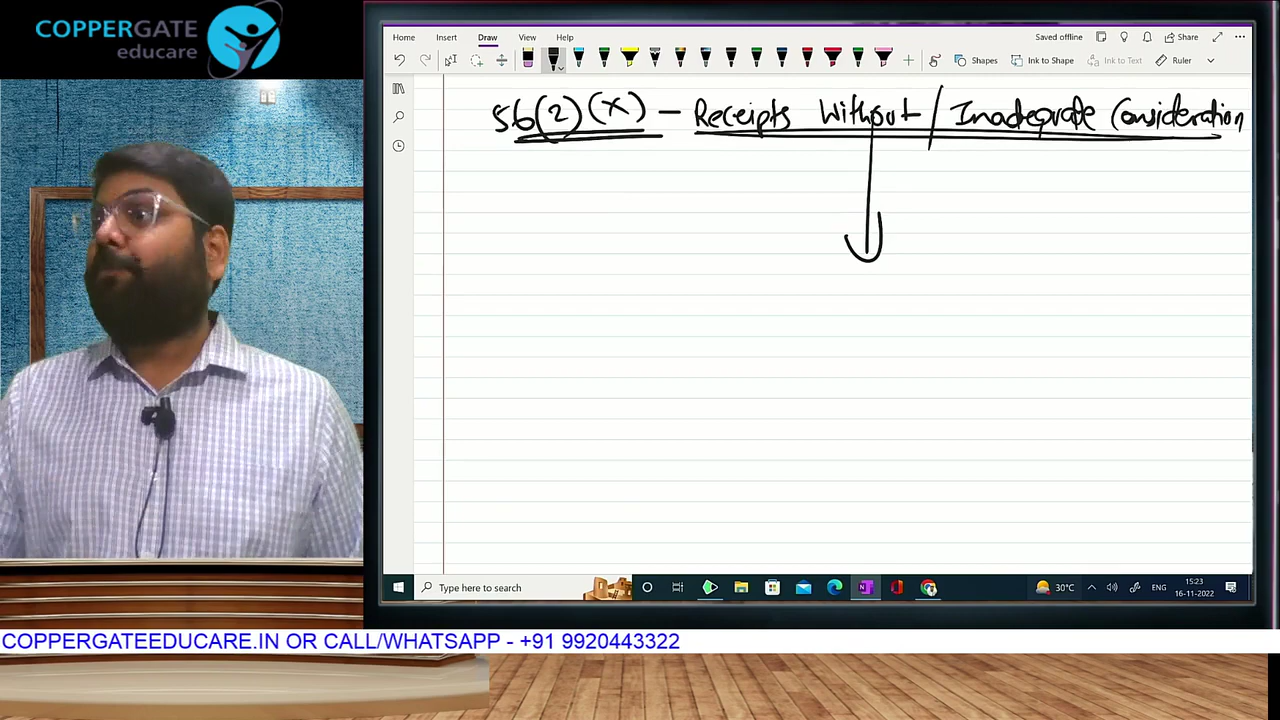 COPPERGATE
educare
Home Insert Draw View Help
Saved offline
Share
Shapes
Ink to Shape
Ink to Text
Ruler
56(2)(x) - Receipts Without / Inadequate Consideration
Type here to search
30°C
ENG
15:23
16-11-2022
COPPERGATEEDUCARE.IN OR CALL/WHATSAPP - +91 9920443322